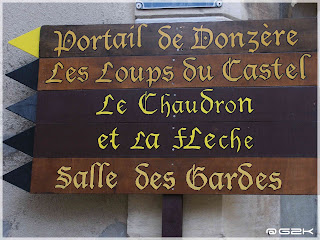 Portail de Donzère
Les Loups du Castel
Le Chaudron
et La fLeche
Salle des Gardes
@G2K